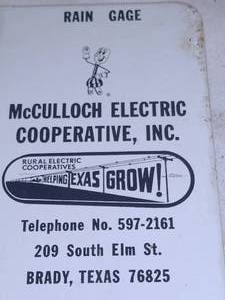 RAIN GAGE
McCULLOCH ELECTRIC
COOPERATIVE, INC.
RURAL ELECTRIC
COOPERATIVES
HELPING TEXAS GROW!
Telephone No. 597-2161
209 South Elm St.
BRADY, TEXAS 76825